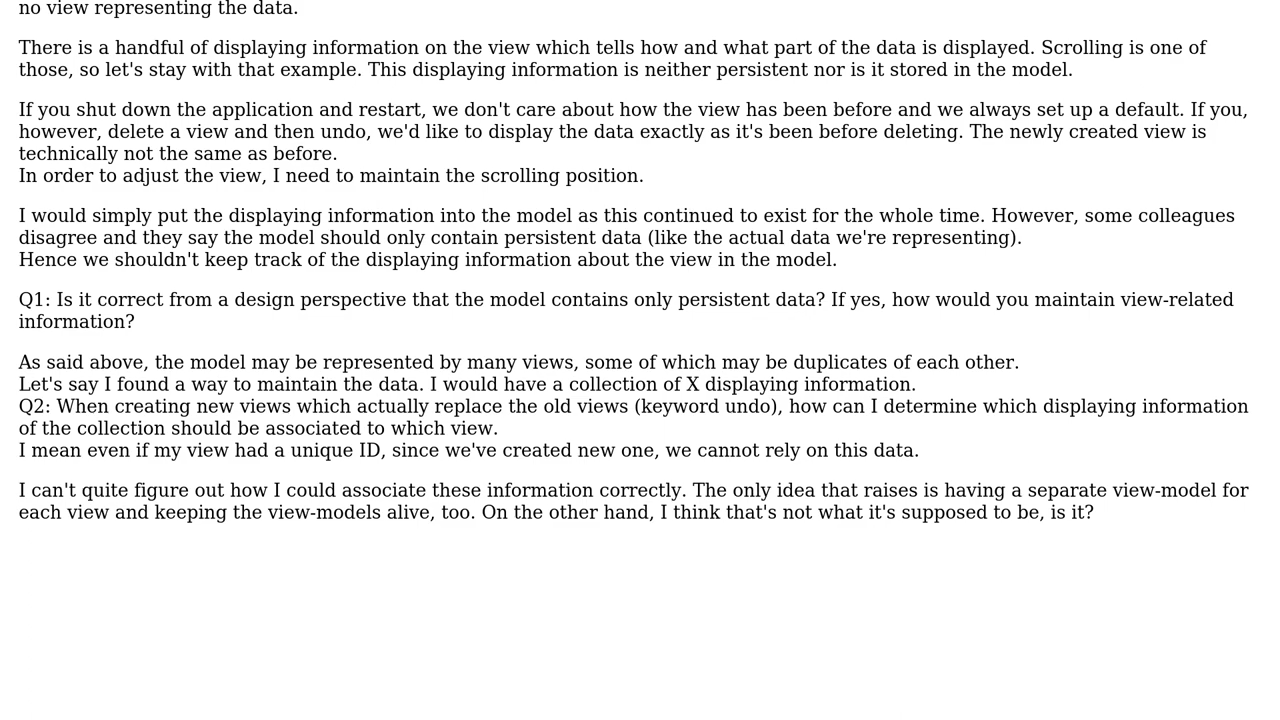 no view representing the data.
There is a handful of displaying information on the view which tells how and what part of the data is displayed. Scrolling is one of
those, so let's stay with that example. This displaying information is neither persistent nor is it stored in the model.
If you shut down the application and restart, we don't care about how the view has been before and we always set up a default. If you,
however, delete a view and then undo, we'd like to display the data exactly as it's been before deleting. The newly created view is
technically not the same as before.
In order to adjust the view, I need to maintain the scrolling position.
I would simply put the displaying information into the model as this continued to exist for the whole time. However, some colleagues
disagree and they say the model should only contain persistent data (like the actual data we're representing).
Hence we shouldn't keep track of the displaying information about the view in the model.
Q1: Is it correct from a design perspective that the model contains only persistent data? If yes, how would you maintain view-related
information?
As said above, the model may be represented by many views, some of which may be duplicates of each other.
Let's say I found a way to maintain the data. I would have a collection of X displaying information.
Q2: When creating new views which actually replace the old views (keyword undo), how can I determine which displaying information
of the collection should be associated to which view.
I mean even if my view had a unique ID, since we've created new one, we cannot rely on this data.
I can't quite figure out how I could associate these information correctly. The only idea that raises is having a separate view-model for
each view and keeping the view-models alive, too. On the other hand, I think that's not what it's supposed to be, is it?